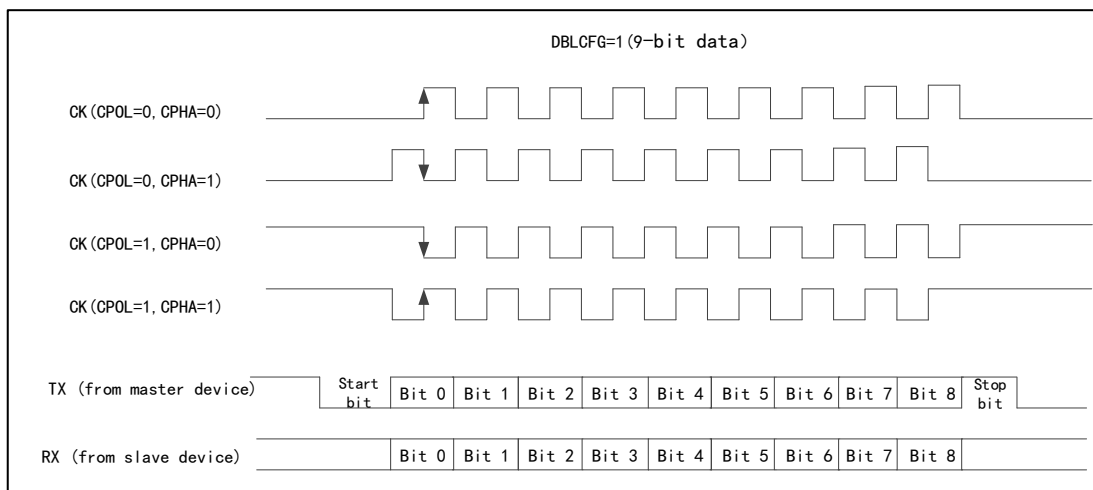 DBLCFG=1(9-bit data)
CK(CPOL=0,CPHA=0)
CK(CPOL=0,CPHA=1)
CK(CPOL=1,CPHA=0)
CK(CPOL=1,CPHA=1)
TX (from master device)
Start
bit
Bit 0 Bit 1 Bit 2 Bit 3 Bit 4 Bit 5 Bit 6 Bit 7 Bit 8
Stop
bit
RX (from slave device)
Bit 0 Bit 1 Bit 2 Bit 3 Bit 4 Bit 5 Bit 6 Bit 7 Bit 8